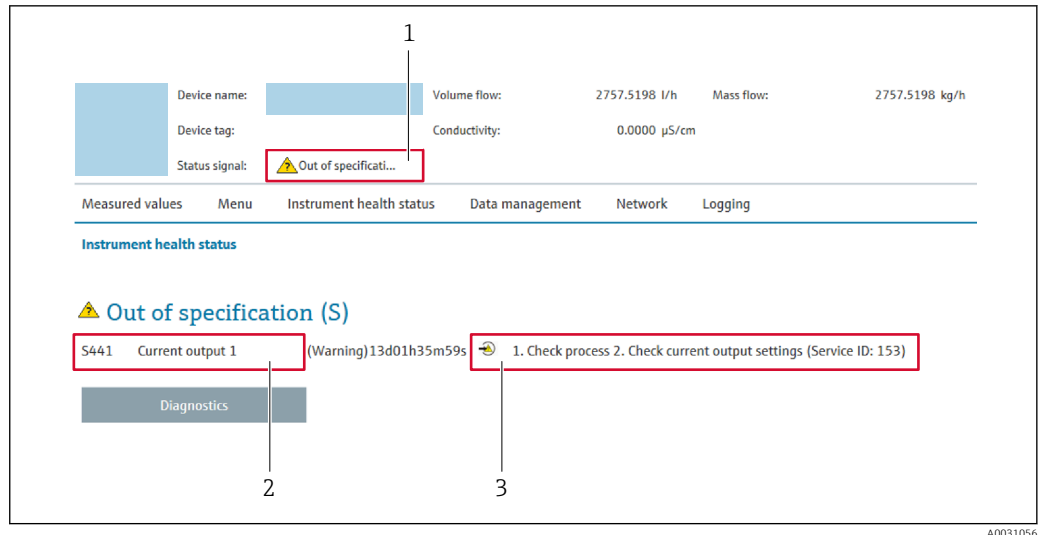 1
Device name: Volume flow: 2757.5198 l/h Mass flow: 2757.5198 kg/h
Device tag: Conductivity: 0.0000 µS/cm
Status signal: Out of specificati...
Measured values Menu Instrument health status Data management Network Logging
Instrument health status
Out of specification (S)
S441 Current output 1 (Warning)13d01h35m59s 1. Check process 2. Check current output settings (Service ID: 153)
Diagnostics
2 3
A0031056